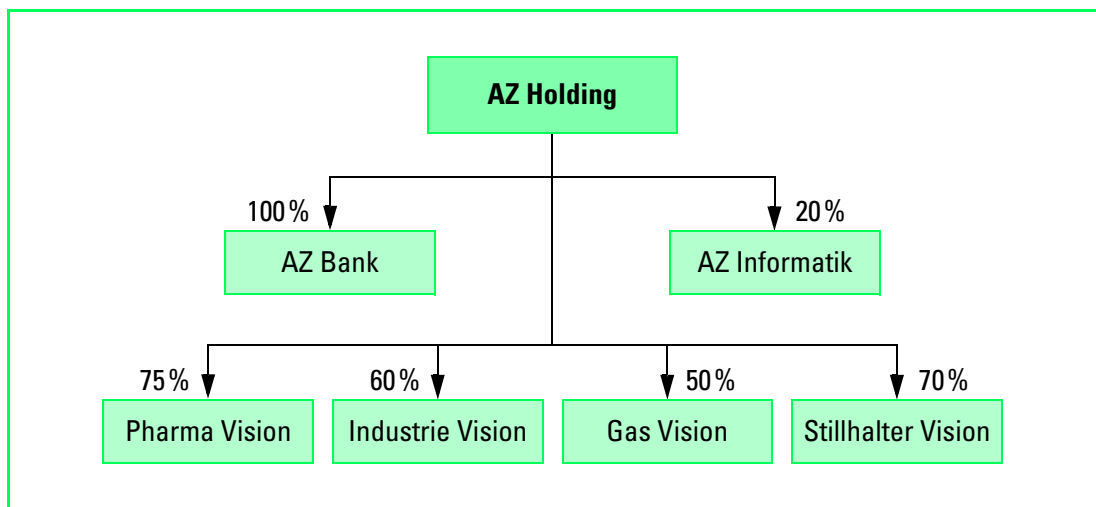 AZ Holding
100 %
20 %
AZ Bank
AZ Informatik
75 %
60 %
50 %
70 %
Pharma Vision
Industrie Vision
Gas Vision
Stillhalter Vision